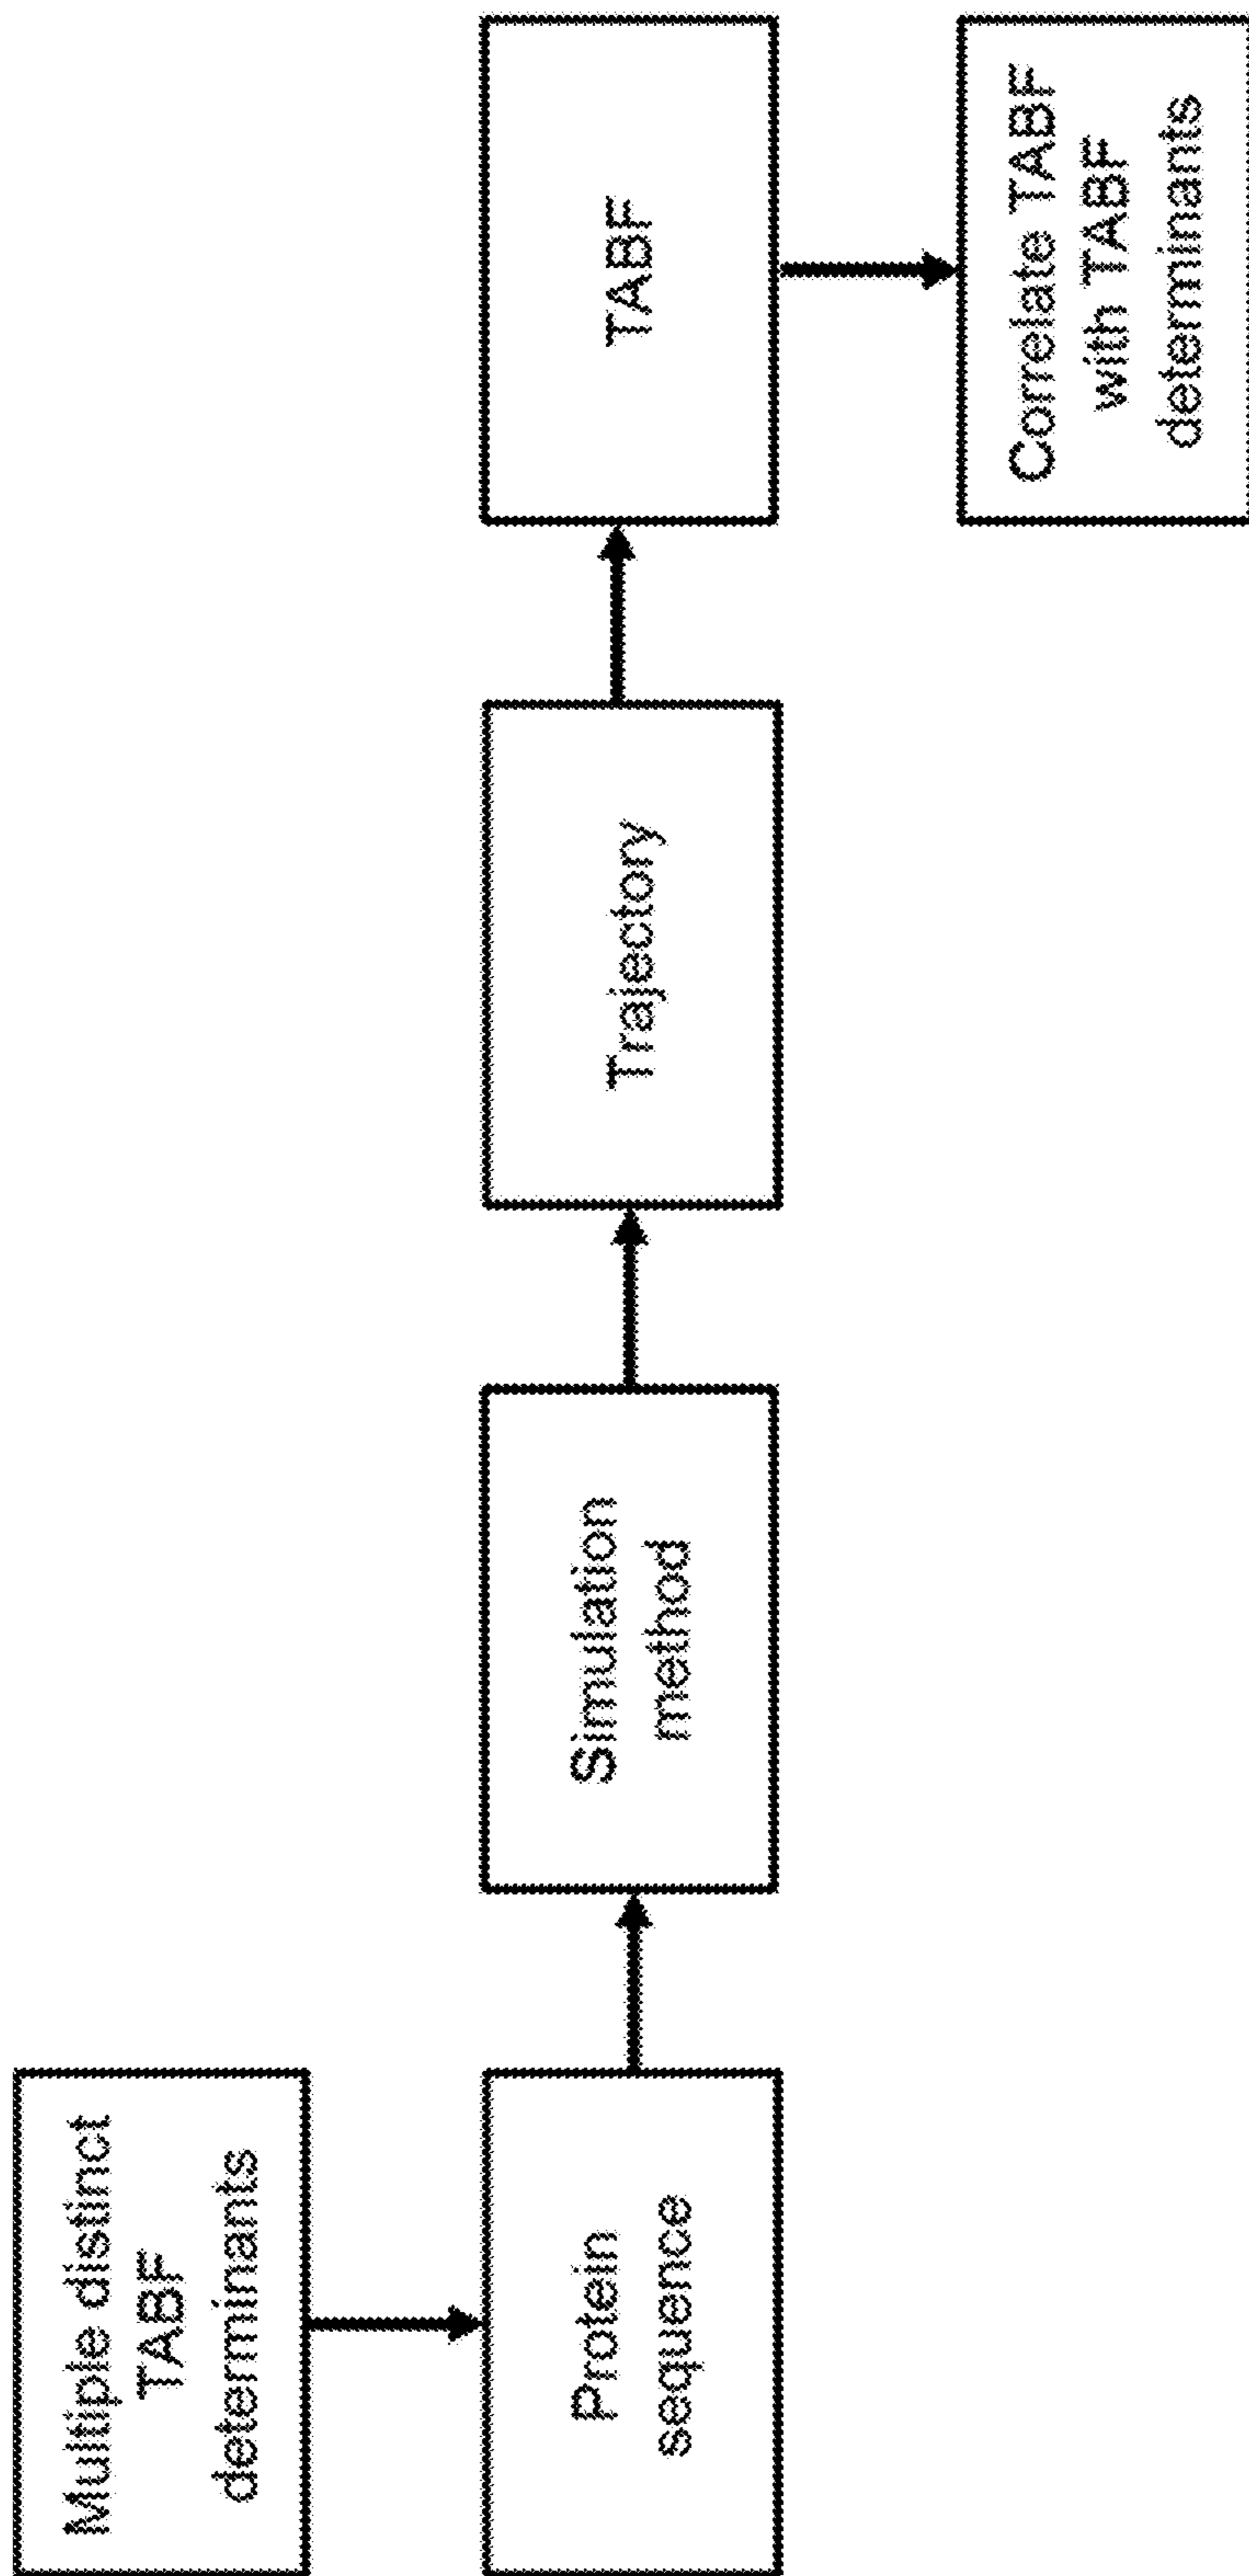 Multiple distinct
TABF
determinants
Protein
sequence
Simulation
method
Trajectory
TABF
Correlate TABF
with TABF
determinants